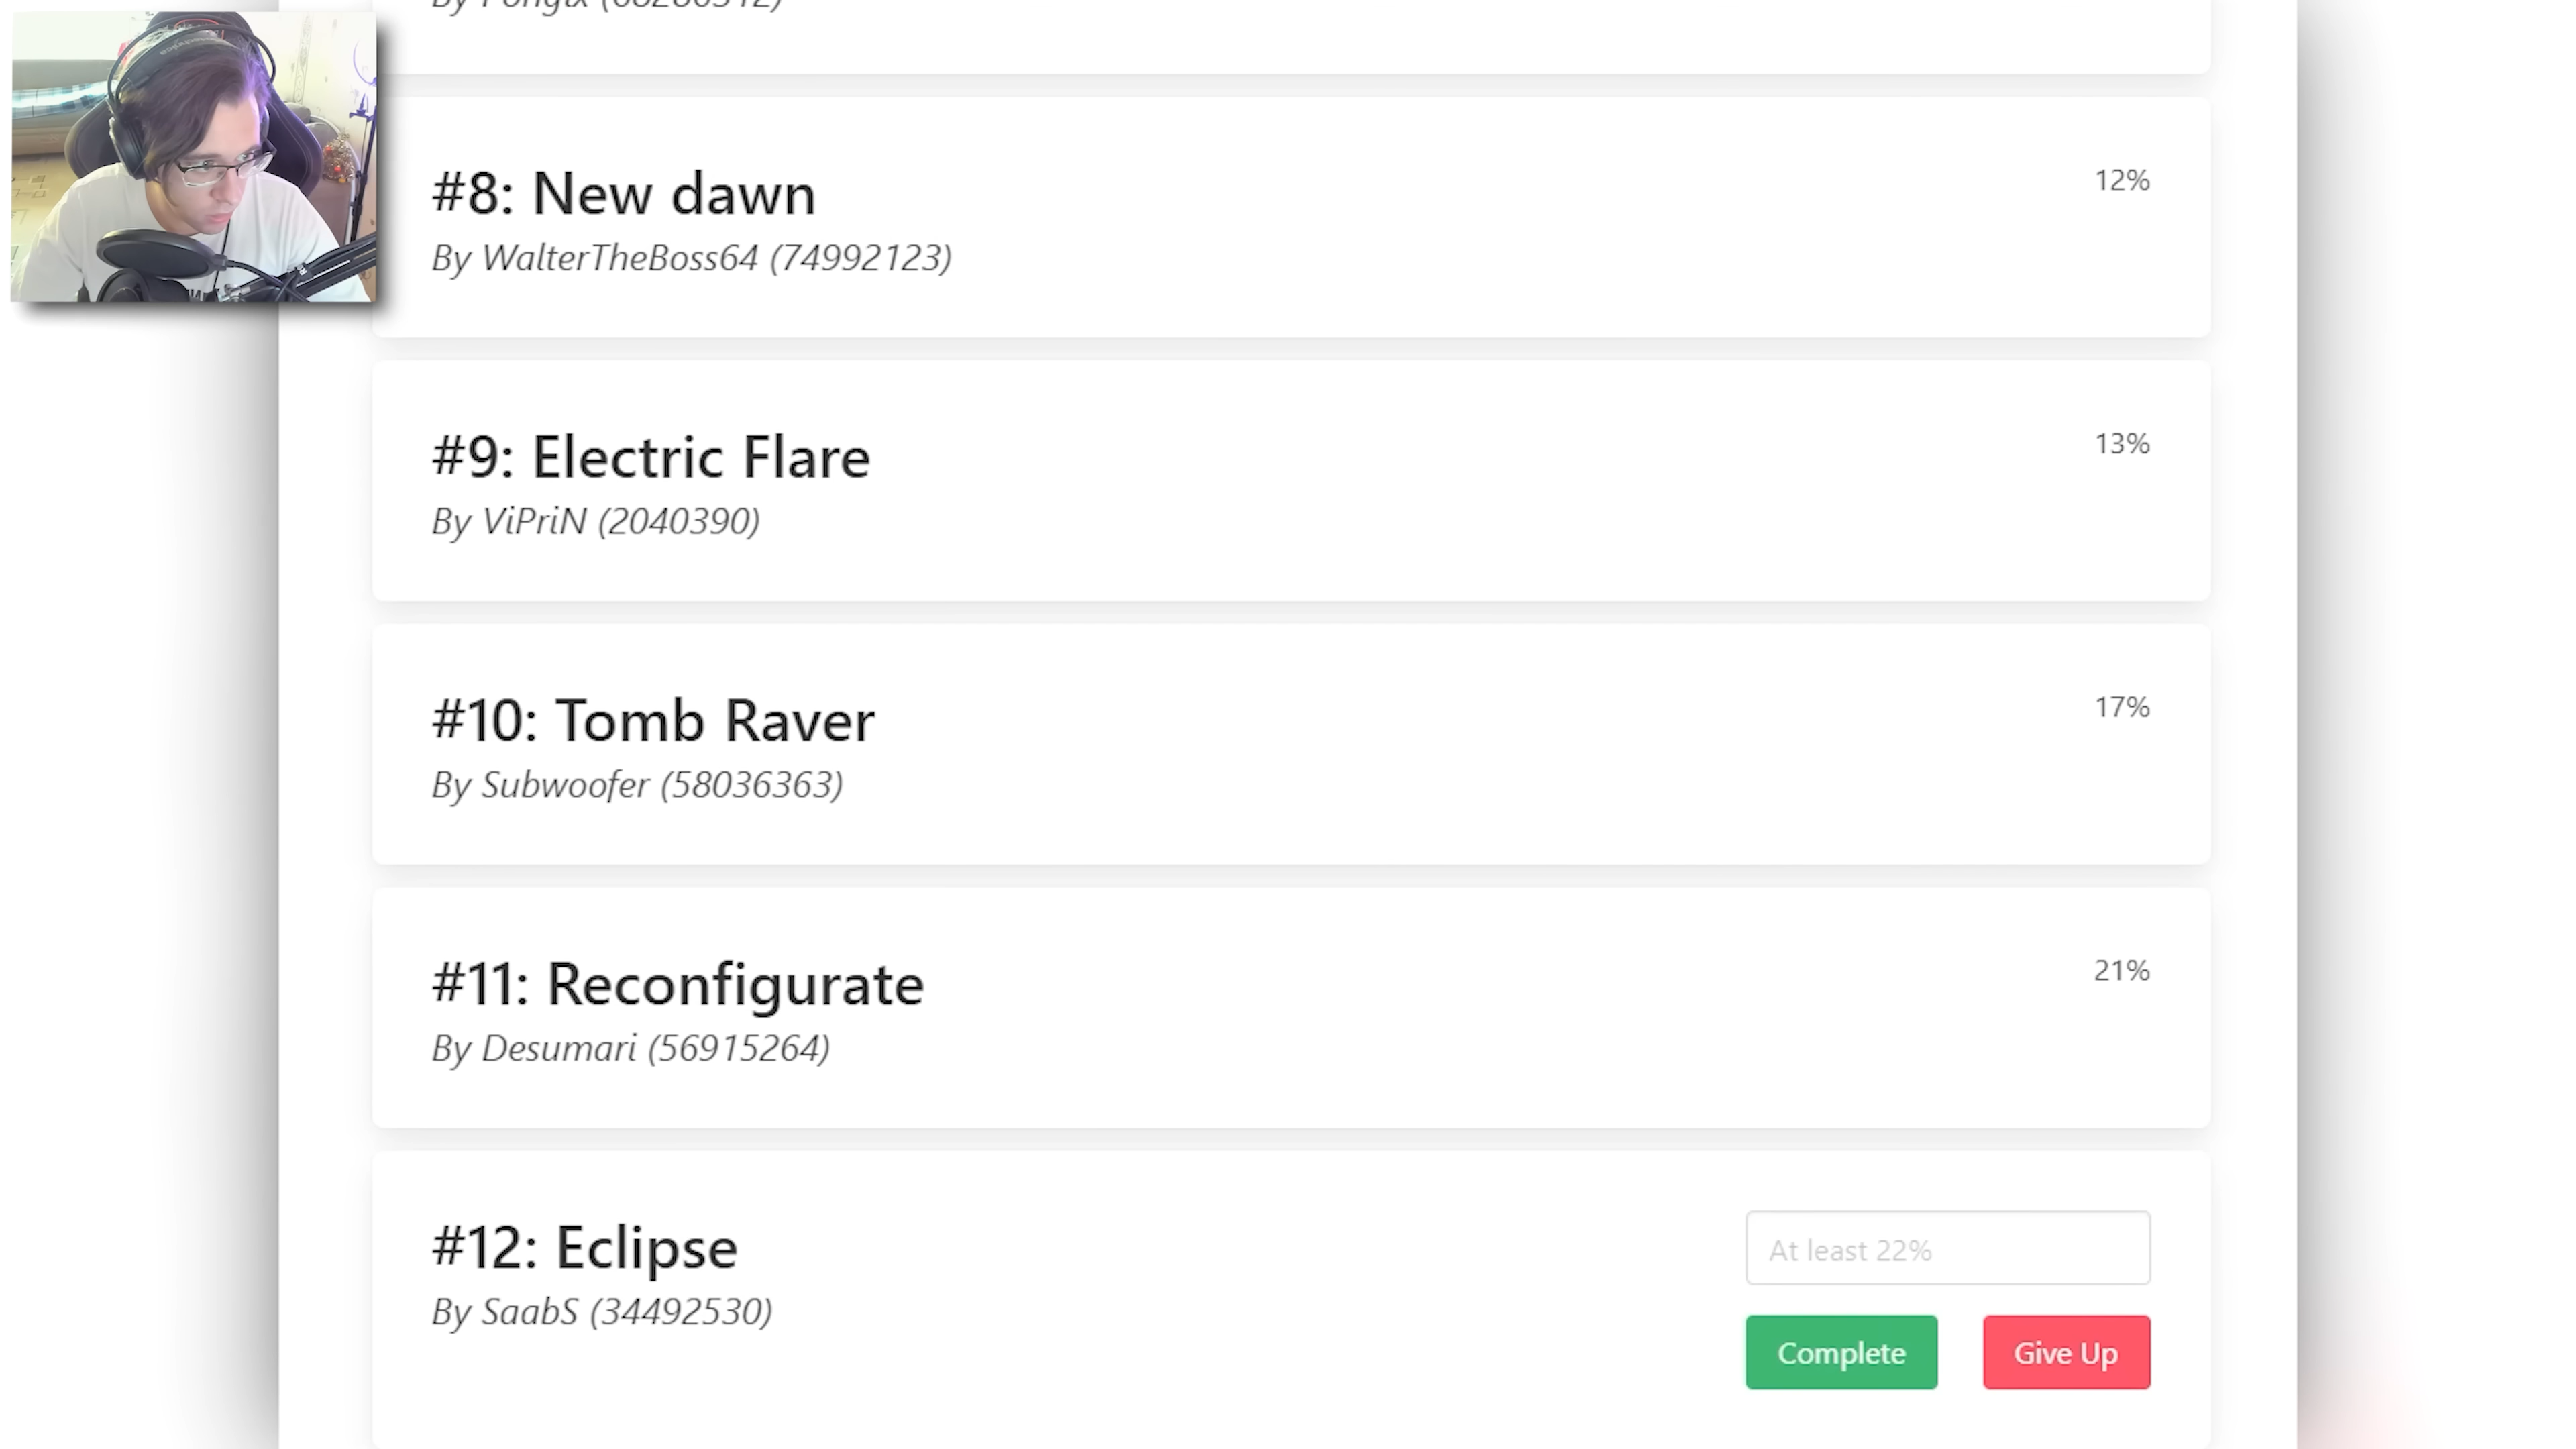 #8: New dawn
12%
By WalterTheBoss64 (74992123)
#9: Electric Flare
13%
By ViPriN (2040390)
#10: Tomb Raver
17%
By Subwoofer (58036363)
#11: Reconfigurate
21%
By Desumari (56915264)
#12: Eclipse
At least 22%
By SaabS (34492530)
Complete
Give Up